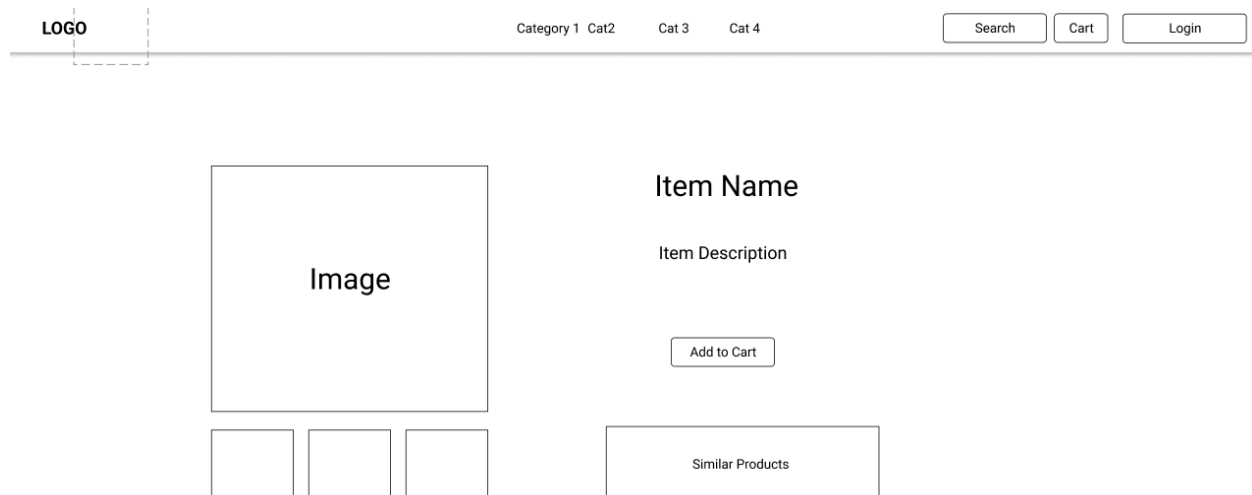 LOGO
Category 1 Cat2 Cat 3 Cat 4
Search Cart Login
Image
Item Name
Item Description
Add to Cart
Similar Products